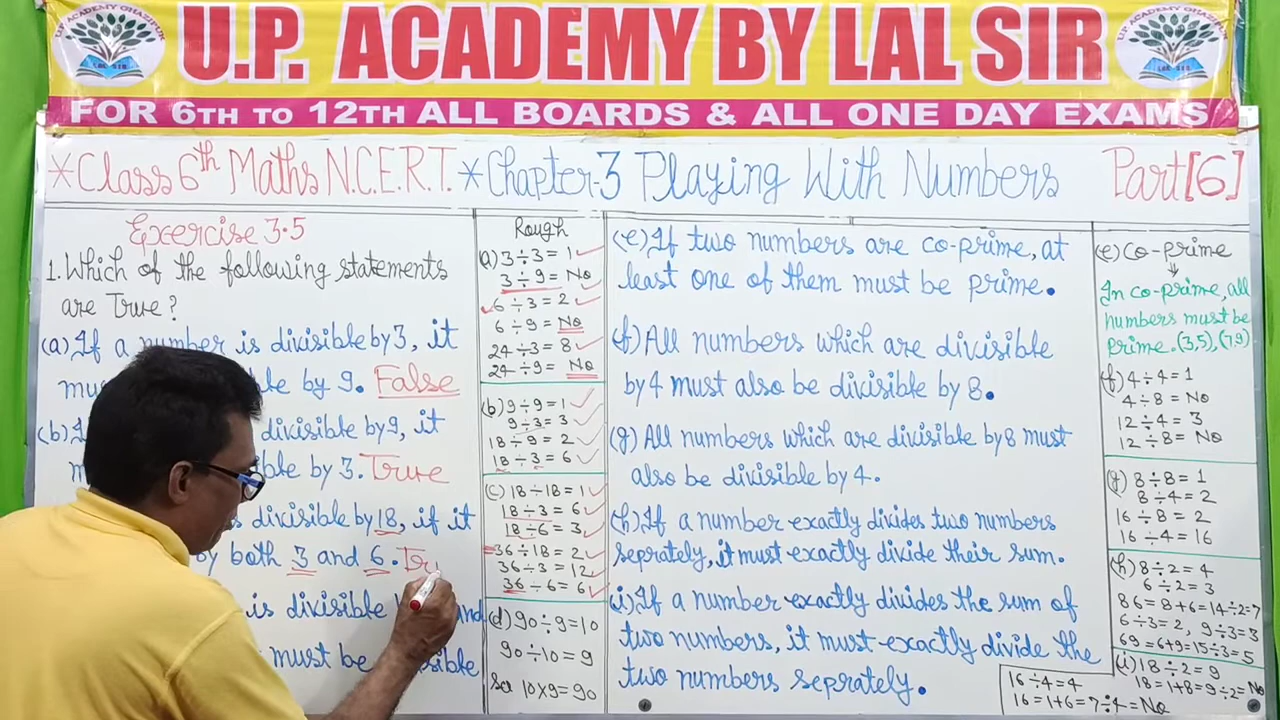 U.P. ACADEMY BY LAL SIR
FOR 6TH TO 12TH ALL BOARDS & ALL ONE DAY EXAMS
*Class 6th Maths N.C.E.R.T. *Chapter-3 Playing With Numbers Part[6]
Exercise 3.5
1. Which of the following statements
are True?
(a) If a number is divisible by 3, it
ble by 9. False
(b) divisible by 9, it
ble by 3. True
divisible by 18, if it
by both 3 and 6. Tr
is divisible and
must be
Rough
(a) 3÷3=1
3÷9=No
6÷3=2
6÷9=No
24÷3=8
24÷9=No
(b) 9÷9=1
9÷3=3
18÷9=2
18÷3=6
(c) 18÷18=1
18÷3=6
18÷6=3
36÷18=2
36÷3=12
36÷6=6
(d) 90÷9=10
90÷10=9
So 10×9=90
(e) If two numbers are co-prime, at
least one of them must be prime.
(f) All numbers which are divisible
by 4 must also be divisible by 8.
(g) All numbers which are divisible by 8 must
also be divisible by 4.
(h) If a number exactly divides two numbers
seprately, it must exactly divide their sum.
(i) If a number exactly divides the sum of
two numbers, it must exactly divide the
two numbers seprately.
(e) Co-prime
In co-prime, all
numbers must be
prime. (3,5), (7,9)
(f) 4÷4=1
4÷8=No
12÷4=3
12÷8=No
(g) 8÷8=1
8÷4=2
16÷8=2
16÷4=16
(h) 8÷2=4
6÷2=3
86=8+6=14÷2=7
6÷3=2, 9÷3=3
69=6+9=15÷3=5
(i) 18÷2=9
18=1+8=9÷2=No
16÷4=4
16=1+6=7÷4=No